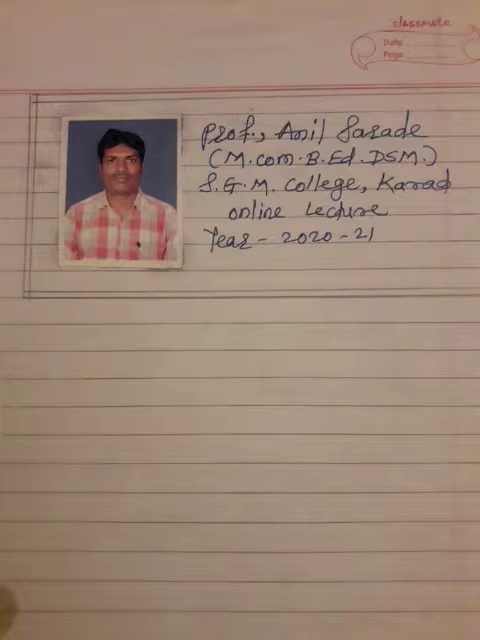 classmate
Date
Page
Prof., Anil Sarade
(M.com.B.Ed.DSM.)
S.G.M. College, Karad
online Lecture
Year - 2020-21